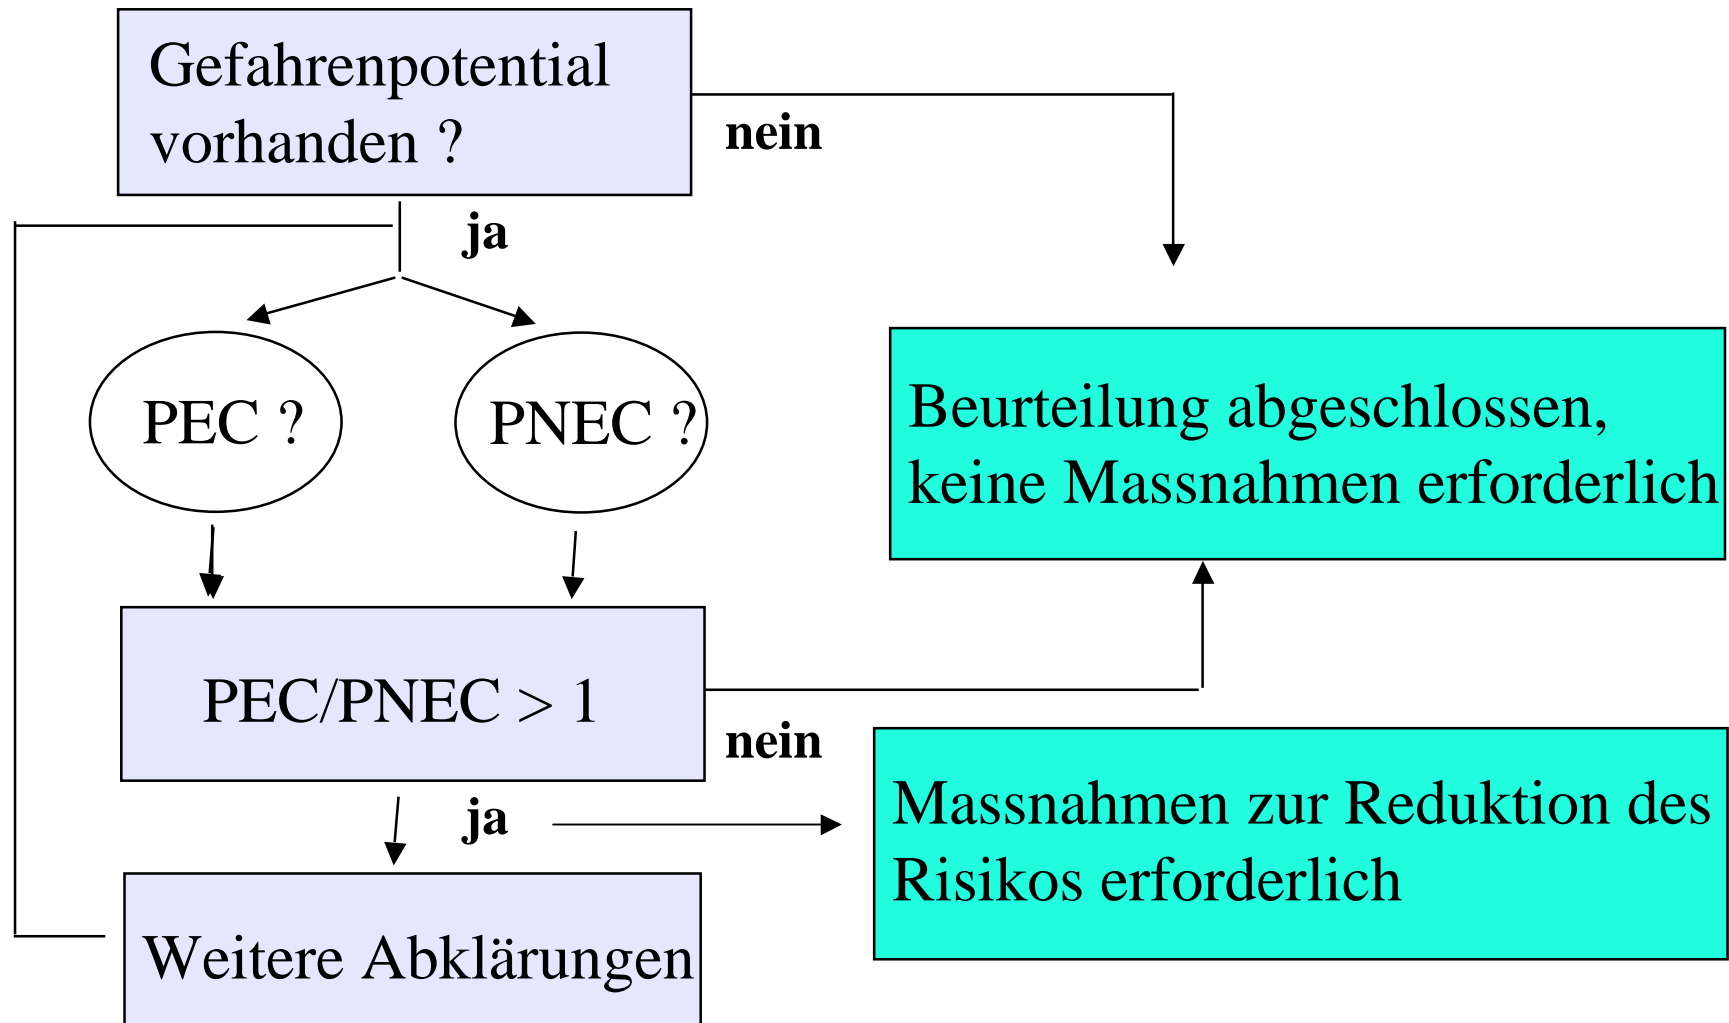 Gefahrenpotential
vorhanden ?
nein
ja
PEC ?
PNEC ?
Beurteilung abgeschlossen,
keine Massnahmen erforderlich
PEC/PNEC > 1
nein
ja
Massnahmen zur Reduktion des
Risikos erforderlich
Weitere Abklärungen